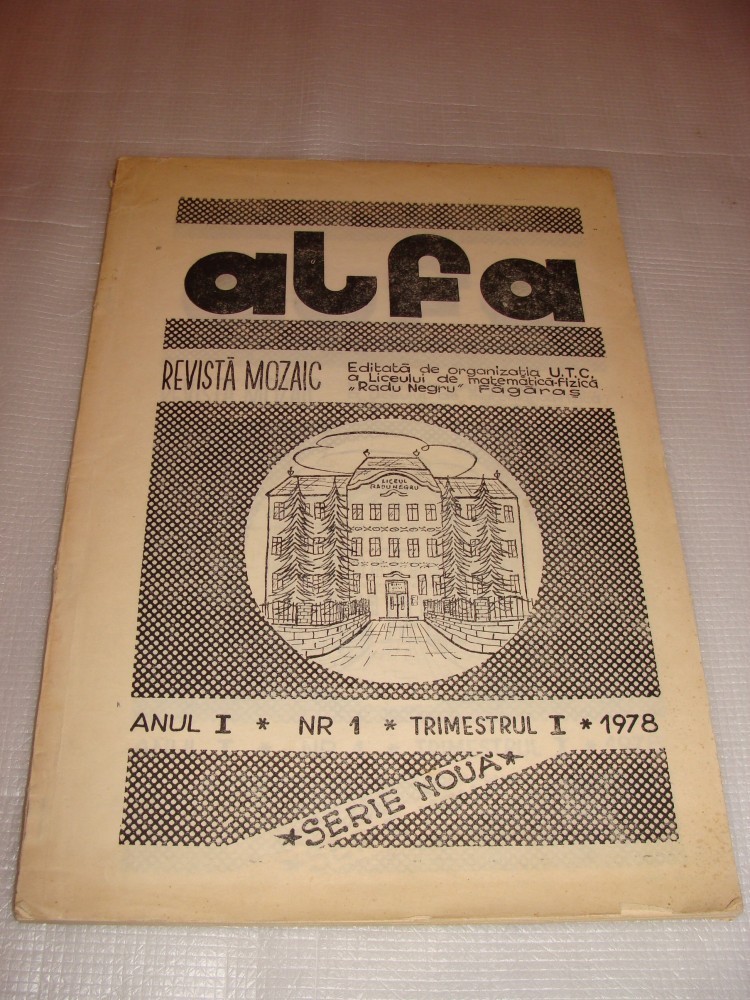 alfa
REVISTĂ MOZAIC
Editată de organizația U.T.C.
a Liceului de matematică-fizică
„Radu Negru” Făgăraș
LICEUL
RADU NEGRU
ANUL I * NR 1 * TRIMESTRUL I * 1978
*SERIE NOUĂ*